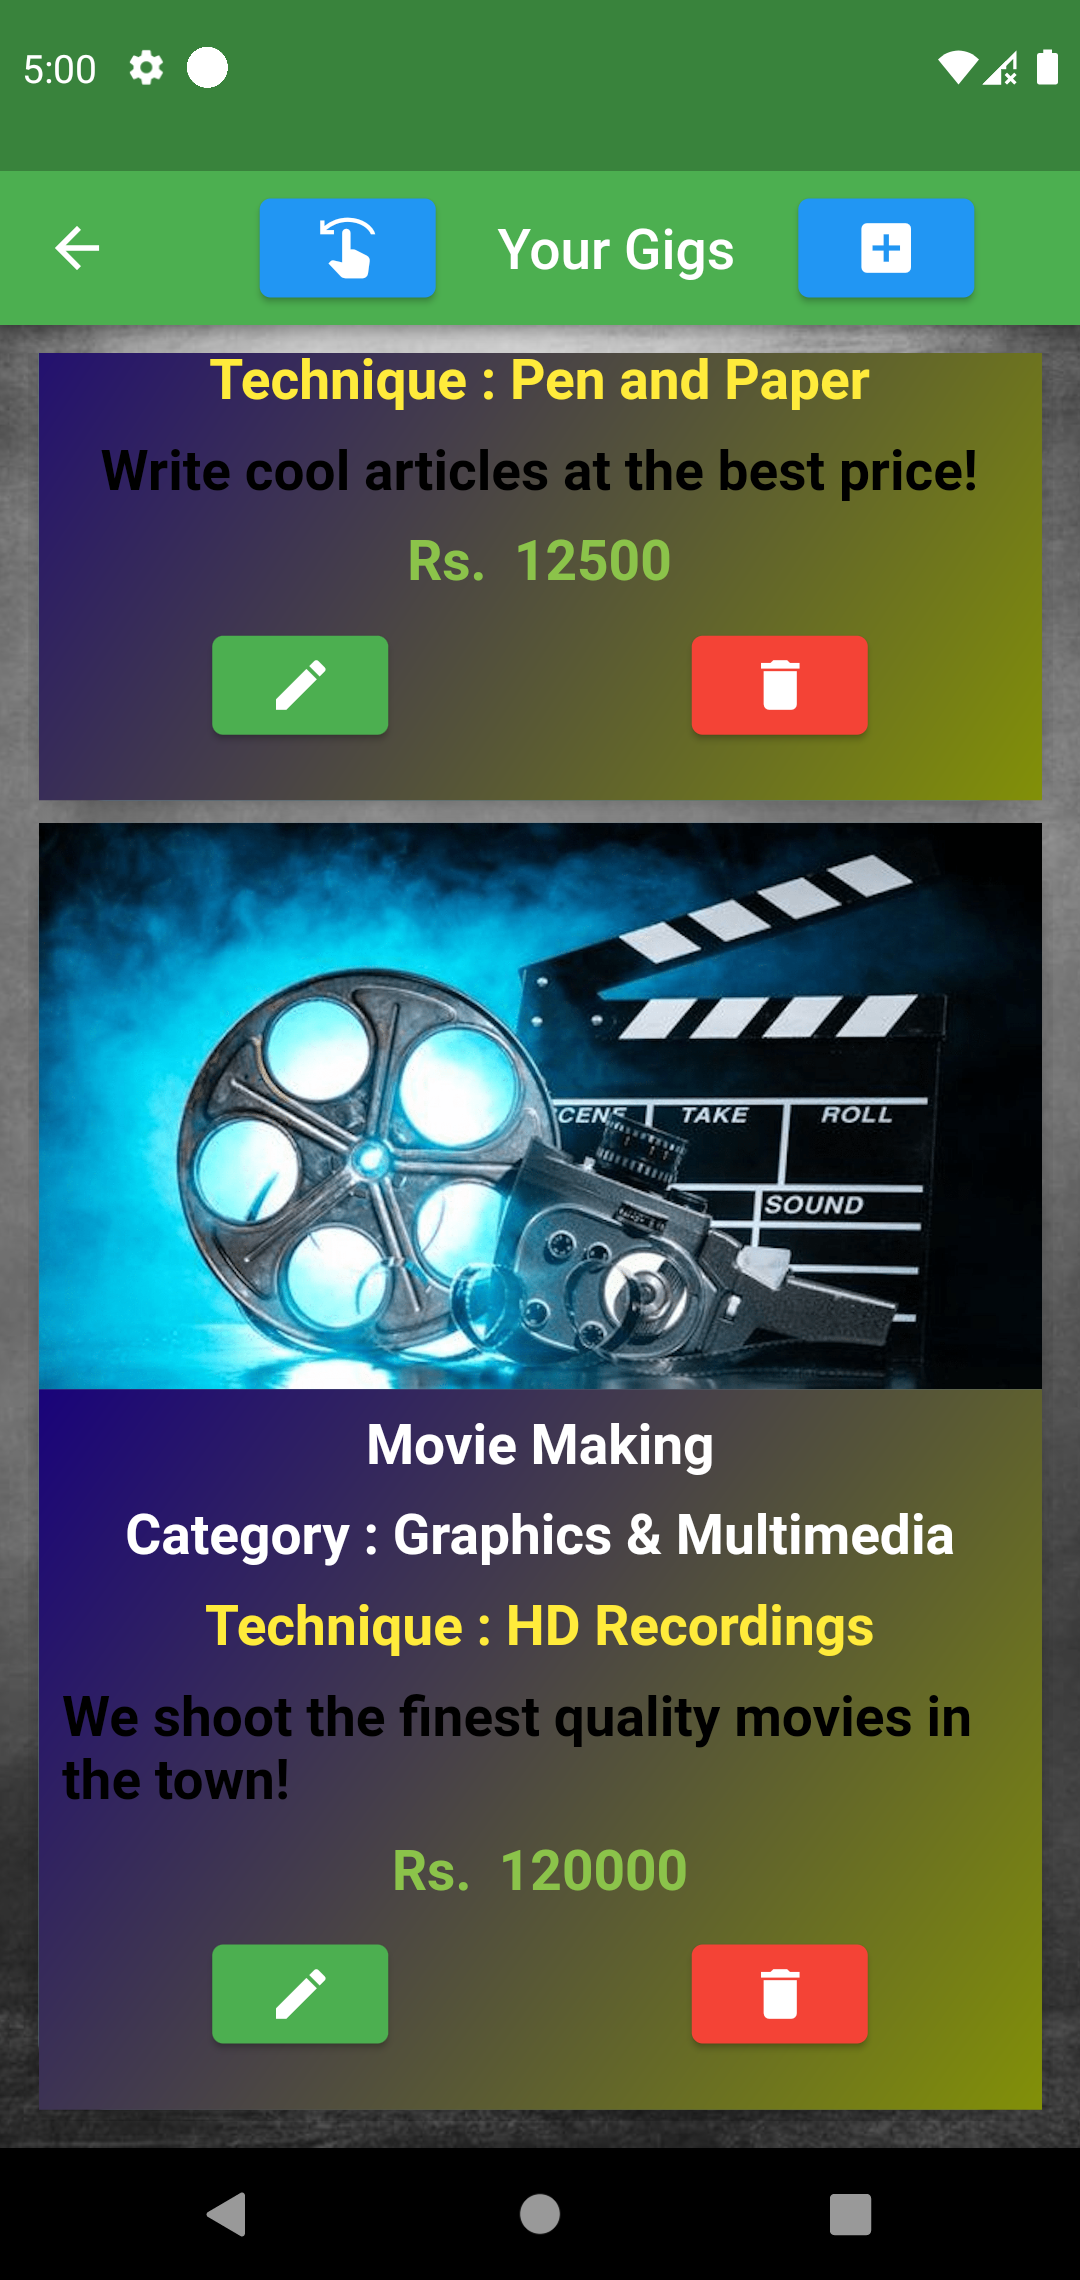 5:00
Your Gigs
Technique : Pen and Paper
Write cool articles at the best price!
Rs. 12500
CENE TAKE ROLL
SOUND
Movie Making
Category : Graphics & Multimedia
Technique : HD Recordings
We shoot the finest quality movies in
the town!
Rs. 120000